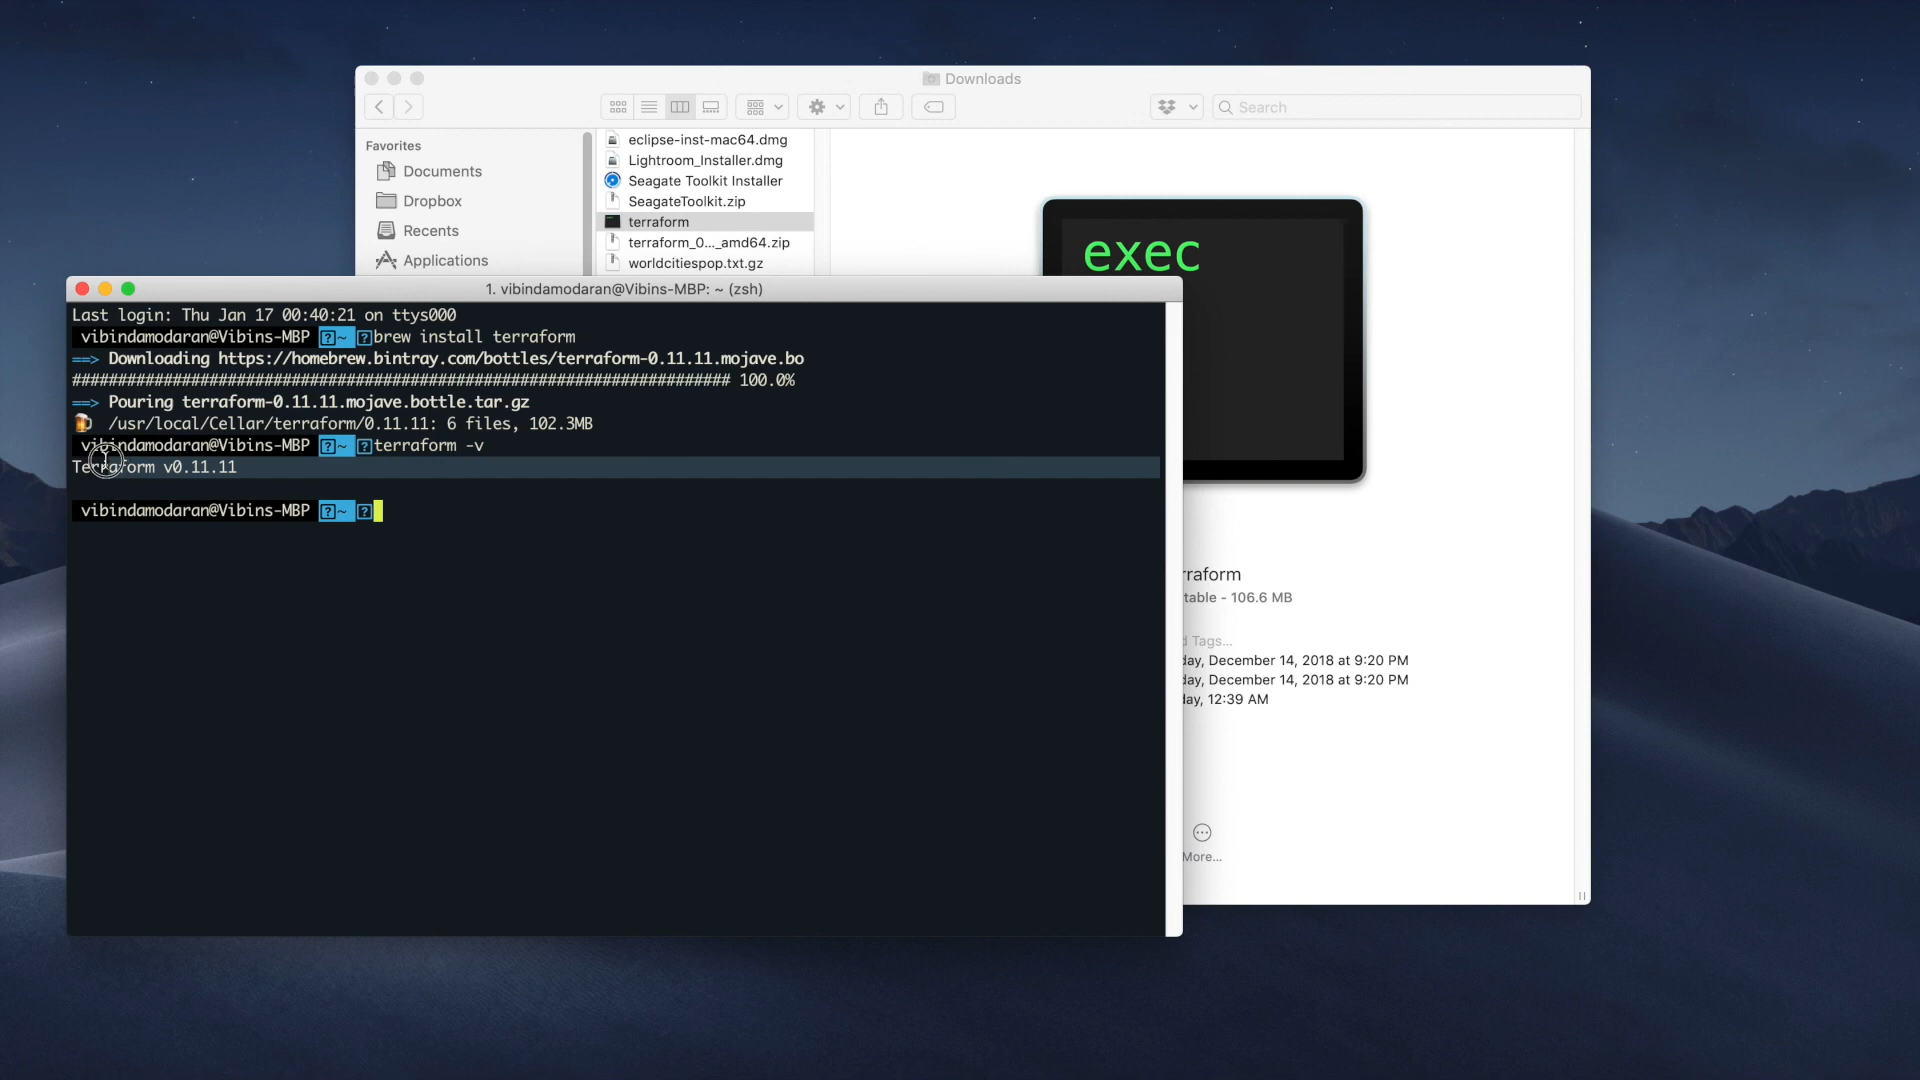 Downloads
Search
Favorites
Documents
Dropbox
Recents
Applications
eclipse-inst-mac64.dmg
Lightroom_Installer.dmg
Seagate Toolkit Installer
SeagateToolkit.zip
terraform
terraform_0..._amd64.zip
worldcitiespop.txt.gz
exec
1. vibindamodaran@Vibins-MBP: ~ (zsh)
Last login: Thu Jan 17 00:40:21 on ttys000
vibindamodaran@Vibins-MBP ? ~ ? brew install terraform
==> Downloading https://homebrew.bintray.com/bottles/terraform-0.11.11.mojave.bo
######################################################################## 100.0%
==> Pouring terraform-0.11.11.mojave.bottle.tar.gz
🍺 /usr/local/Cellar/terraform/0.11.11: 6 files, 102.3MB
vibindamodaran@Vibins-MBP ? ~ ? terraform -v
Terraform v0.11.11
vibindamodaran@Vibins-MBP ? ~ ?
rraform
table - 106.6 MB
d Tags...
day, December 14, 2018 at 9:20 PM
day, December 14, 2018 at 9:20 PM
day, 12:39 AM
More...